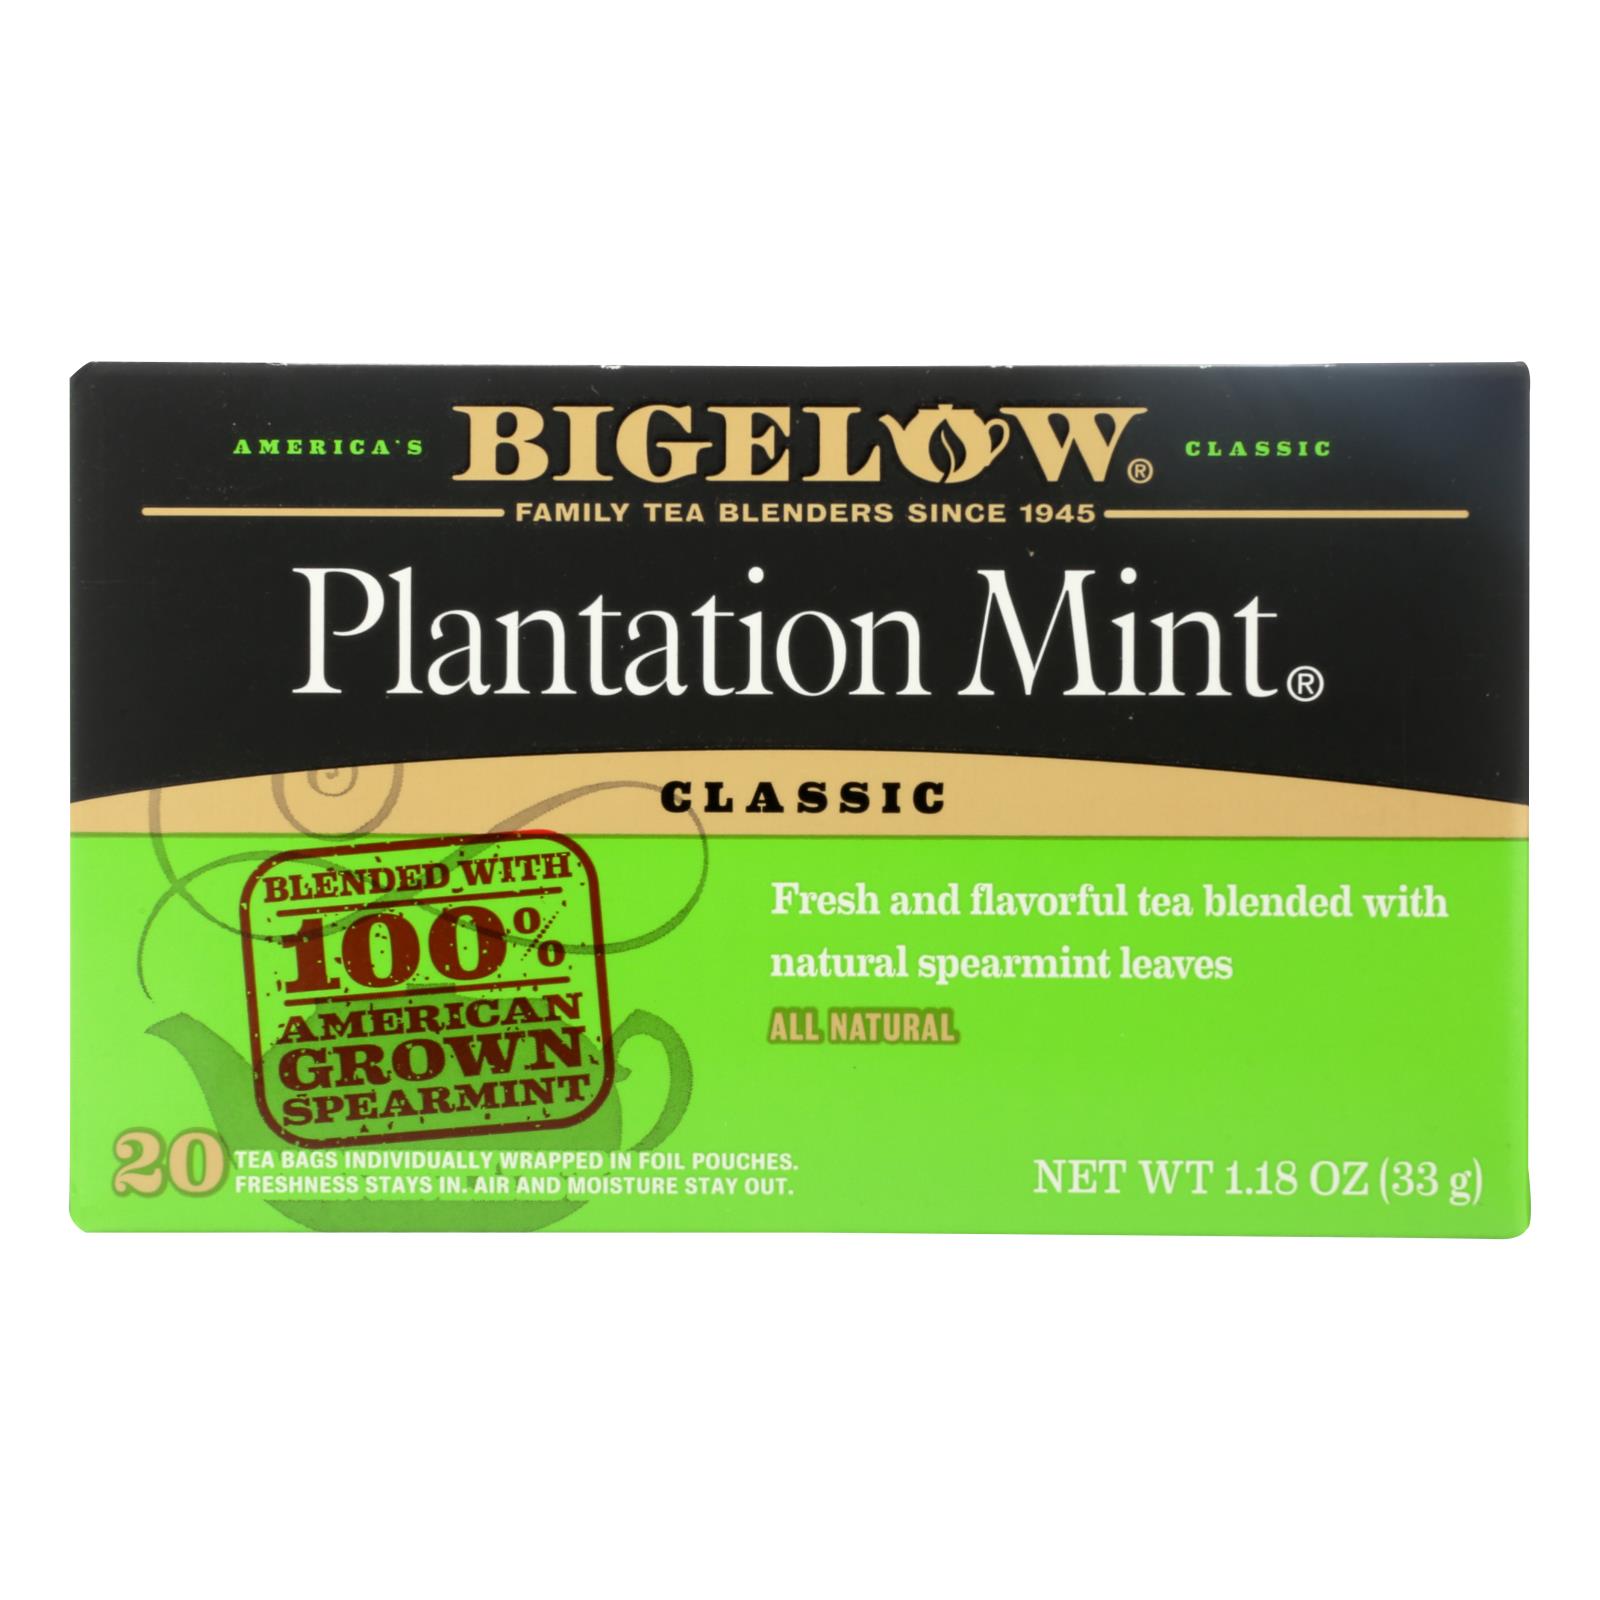 AMERICA'S BIGELOW® CLASSIC
FAMILY TEA BLENDERS SINCE 1945
Plantation Mint®
CLASSIC
BLENDED WITH
100%
AMERICAN
GROWN
SPEARMINT
Fresh and flavorful tea blended with
natural spearmint leaves
ALL NATURAL
20 TEA BAGS INDIVIDUALLY WRAPPED IN FOIL POUCHES.
FRESHNESS STAYS IN. AIR AND MOISTURE STAY OUT.
NET WT 1.18 OZ (33 g)